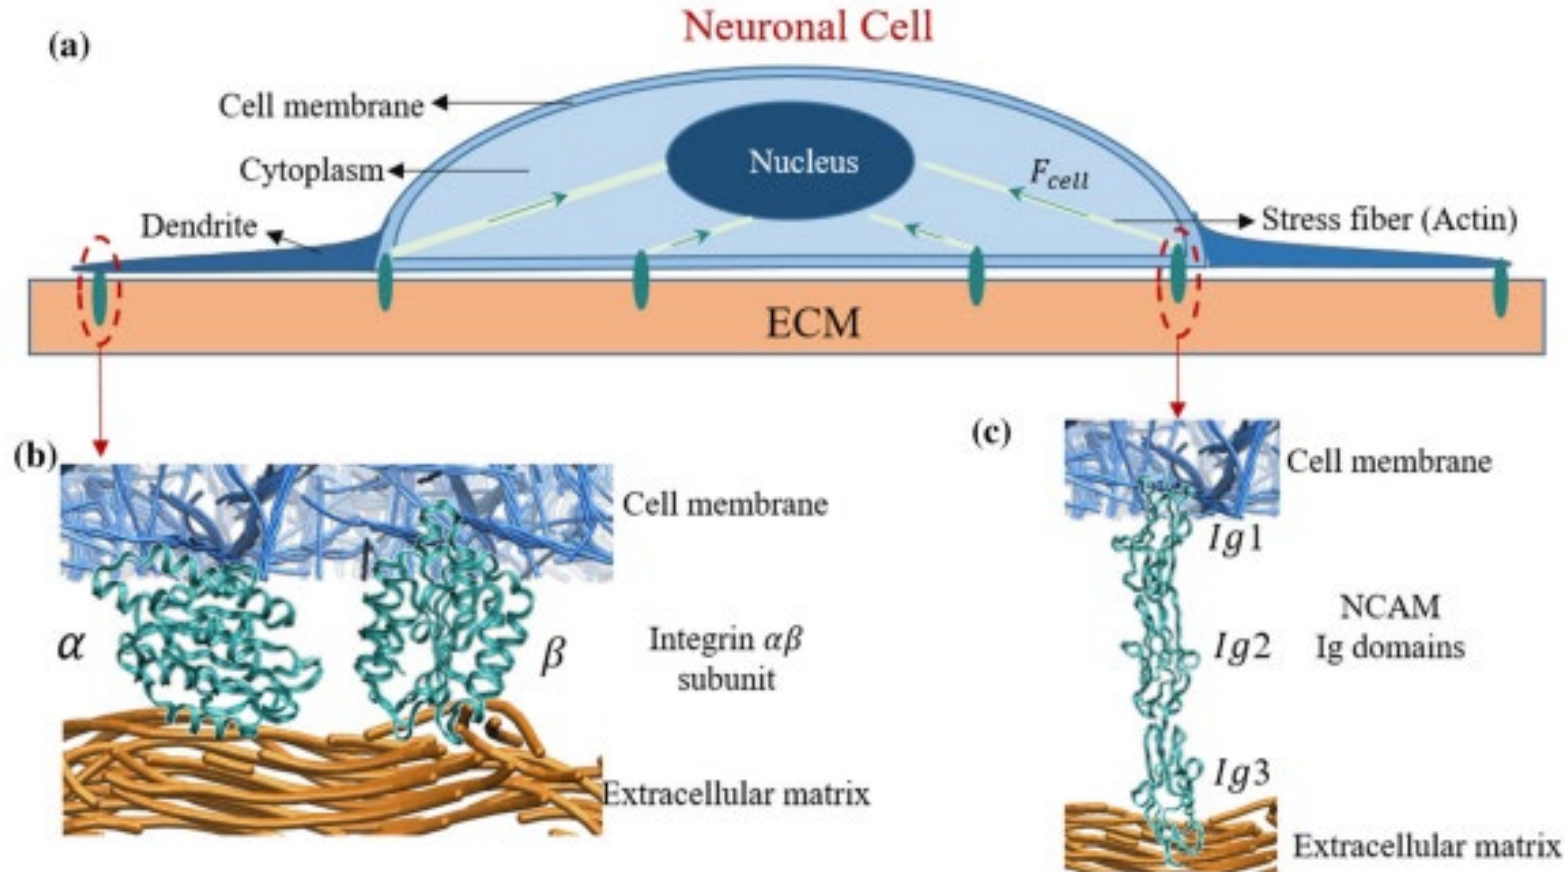 Neuronal Cell
(a)
Cell membrane
Cytoplasm
Nucleus
F_cell
Dendrite
Stress fiber (Actin)
ECM
(b)
Cell membrane
α
β
Integrin αβ
subunit
Extracellular matrix
(c)
Cell membrane
Ig1
NCAM
Ig domains
Ig2
Ig3
Extracellular matrix